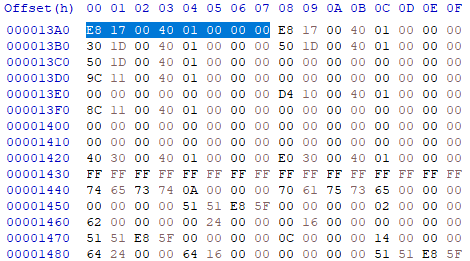 Offset(h) 00 01 02 03 04 05 06 07 08 09 0A 0B 0C 0D 0E 0F
000013A0 E8 17 00 40 01 00 00 00 E8 17 00 40 01 00 00 00
000013B0 30 1D 00 40 01 00 00 00 50 1D 00 40 01 00 00 00
000013C0 50 1D 00 40 01 00 00 00 00 00 00 00 00 00 00 00
000013D0 9C 11 00 40 01 00 00 00 00 00 00 00 00 00 00 00
000013E0 00 00 00 00 00 00 00 00 D4 10 00 40 01 00 00 00
000013F0 8C 11 00 40 01 00 00 00 00 00 00 00 00 00 00 00
00001400 00 00 00 00 00 00 00 00 00 00 00 00 00 00 00 00
00001410 00 00 00 00 00 00 00 00 00 00 00 00 00 00 00 00
00001420 40 30 00 40 01 00 00 00 E0 30 00 40 01 00 00 00
00001430 FF FF FF FF FF FF FF FF FF FF FF FF FF FF FF FF
00001440 74 65 73 74 0A 00 00 00 70 61 75 73 65 00 00 00
00001450 00 00 00 00 51 51 E8 5F 00 00 00 00 02 00 00 00
00001460 62 00 00 00 00 24 00 00 00 16 00 00 00 00 00 00
00001470 51 51 E8 5F 00 00 00 00 0C 00 00 00 14 00 00 00
00001480 64 24 00 00 64 16 00 00 00 00 00 00 51 51 E8 5F